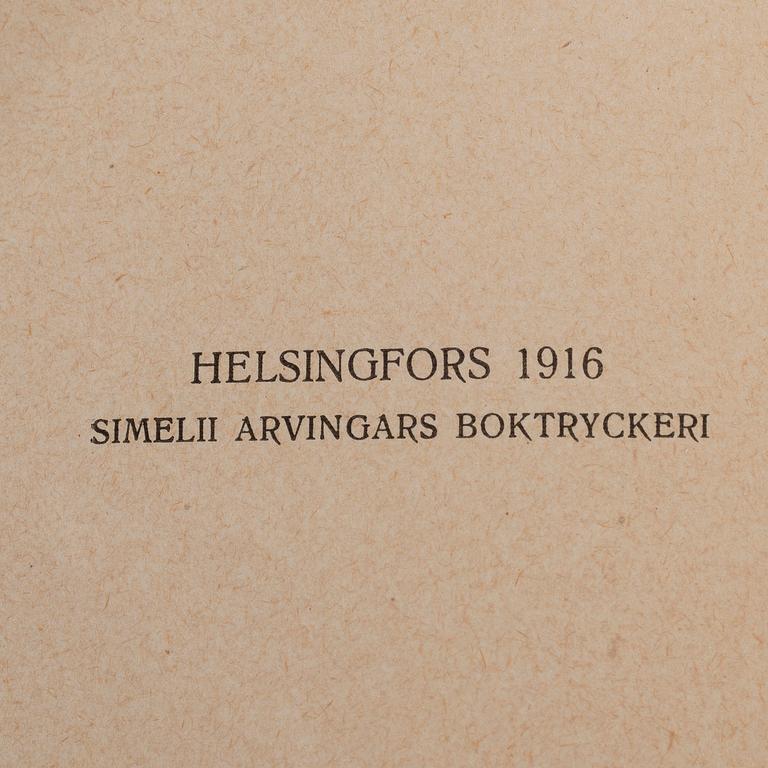 HELSINGFORS 1916
SIMELII ARVINGARS BOKTRYCKERI